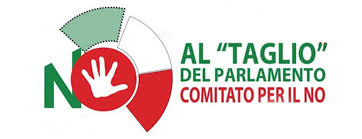 NO
AL "TAGLIO"
DEL PARLAMENTO
COMITATO PER IL NO